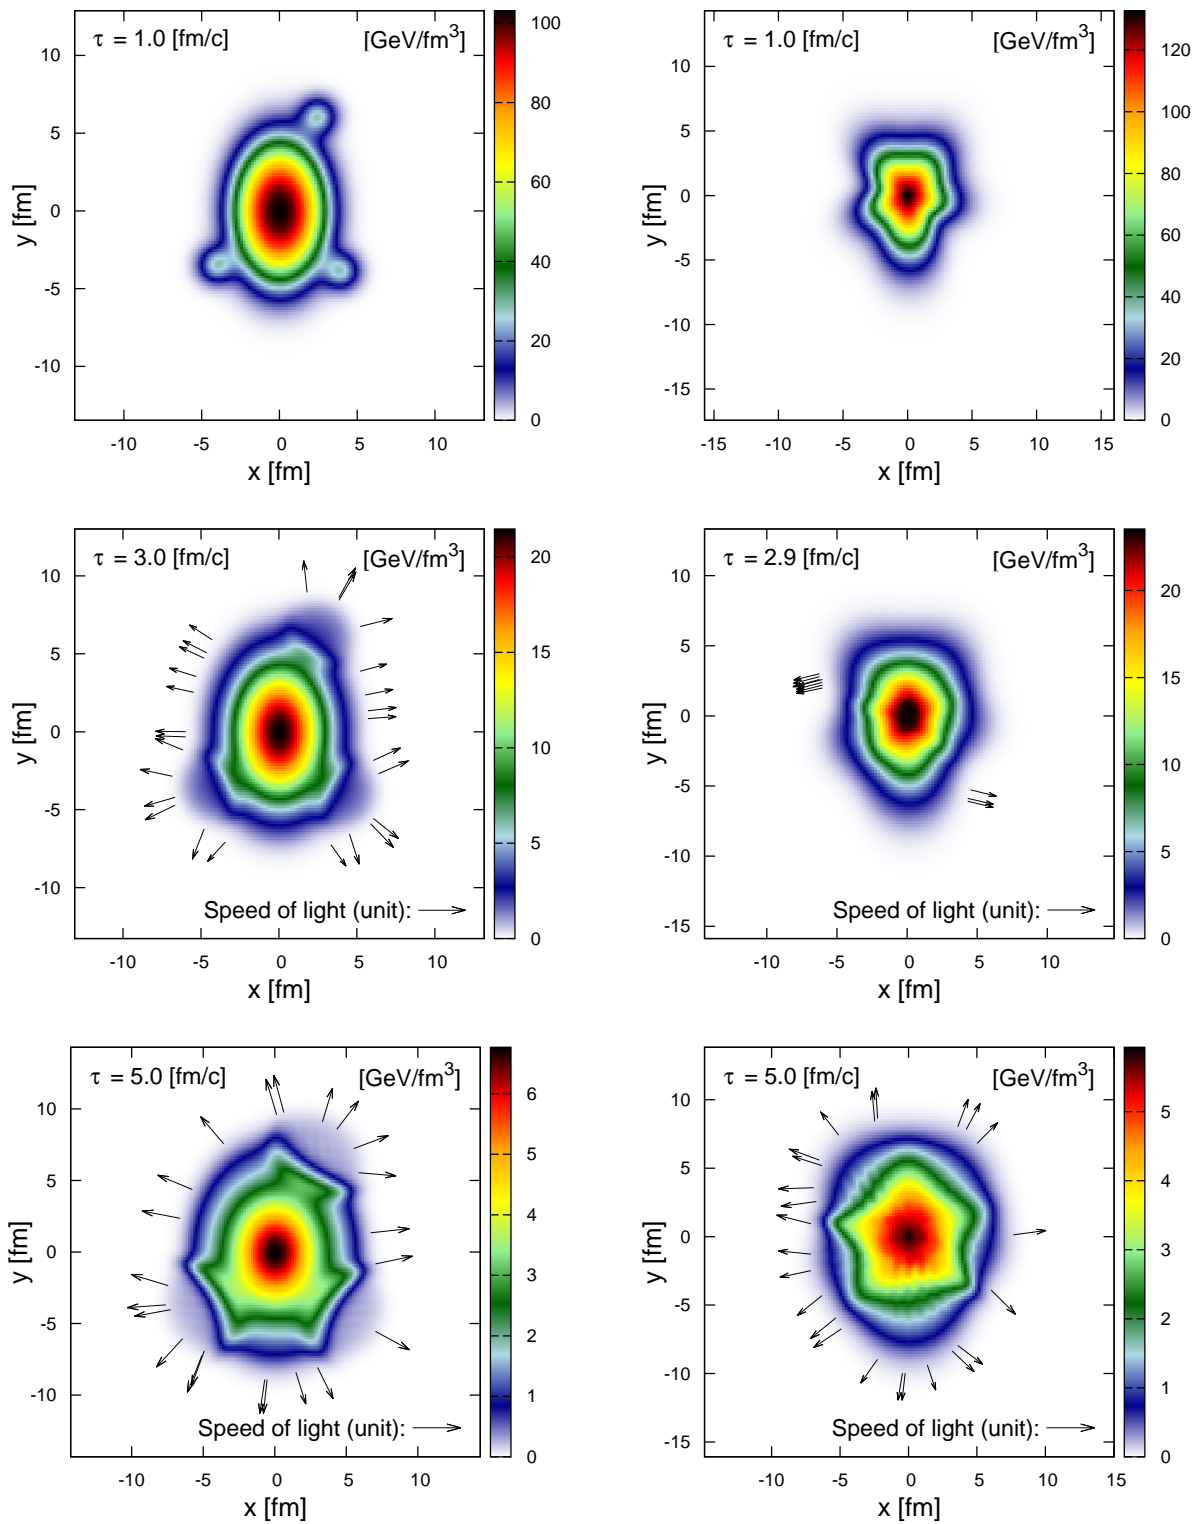 τ = 1.0 [fm/c] [GeV/fm³]
10
5
0
-5
-10
y [fm]
-10 -5 0 5 10
x [fm]
100
80
60
40
20
0
τ = 1.0 [fm/c] [GeV/fm³]
10
5
0
-5
-10
-15
y [fm]
-15 -10 -5 0 5 10 15
x [fm]
120
100
80
60
40
20
0
τ = 3.0 [fm/c] [GeV/fm³]
10
5
0
-5
-10
y [fm]
Speed of light (unit):
-10 -5 0 5 10
x [fm]
20
15
10
5
0
τ = 2.9 [fm/c] [GeV/fm³]
10
5
0
-5
-10
-15
y [fm]
Speed of light (unit):
-10 -5 0 5 10
x [fm]
20
15
10
5
0
τ = 5.0 [fm/c] [GeV/fm³]
10
5
0
-5
-10
y [fm]
Speed of light (unit):
-10 -5 0 5 10
x [fm]
6
5
4
3
2
1
0
τ = 5.0 [fm/c] [GeV/fm³]
10
5
0
-5
-10
-15
y [fm]
Speed of light (unit):
-10 -5 0 5 10 15
x [fm]
5
4
3
2
1
0